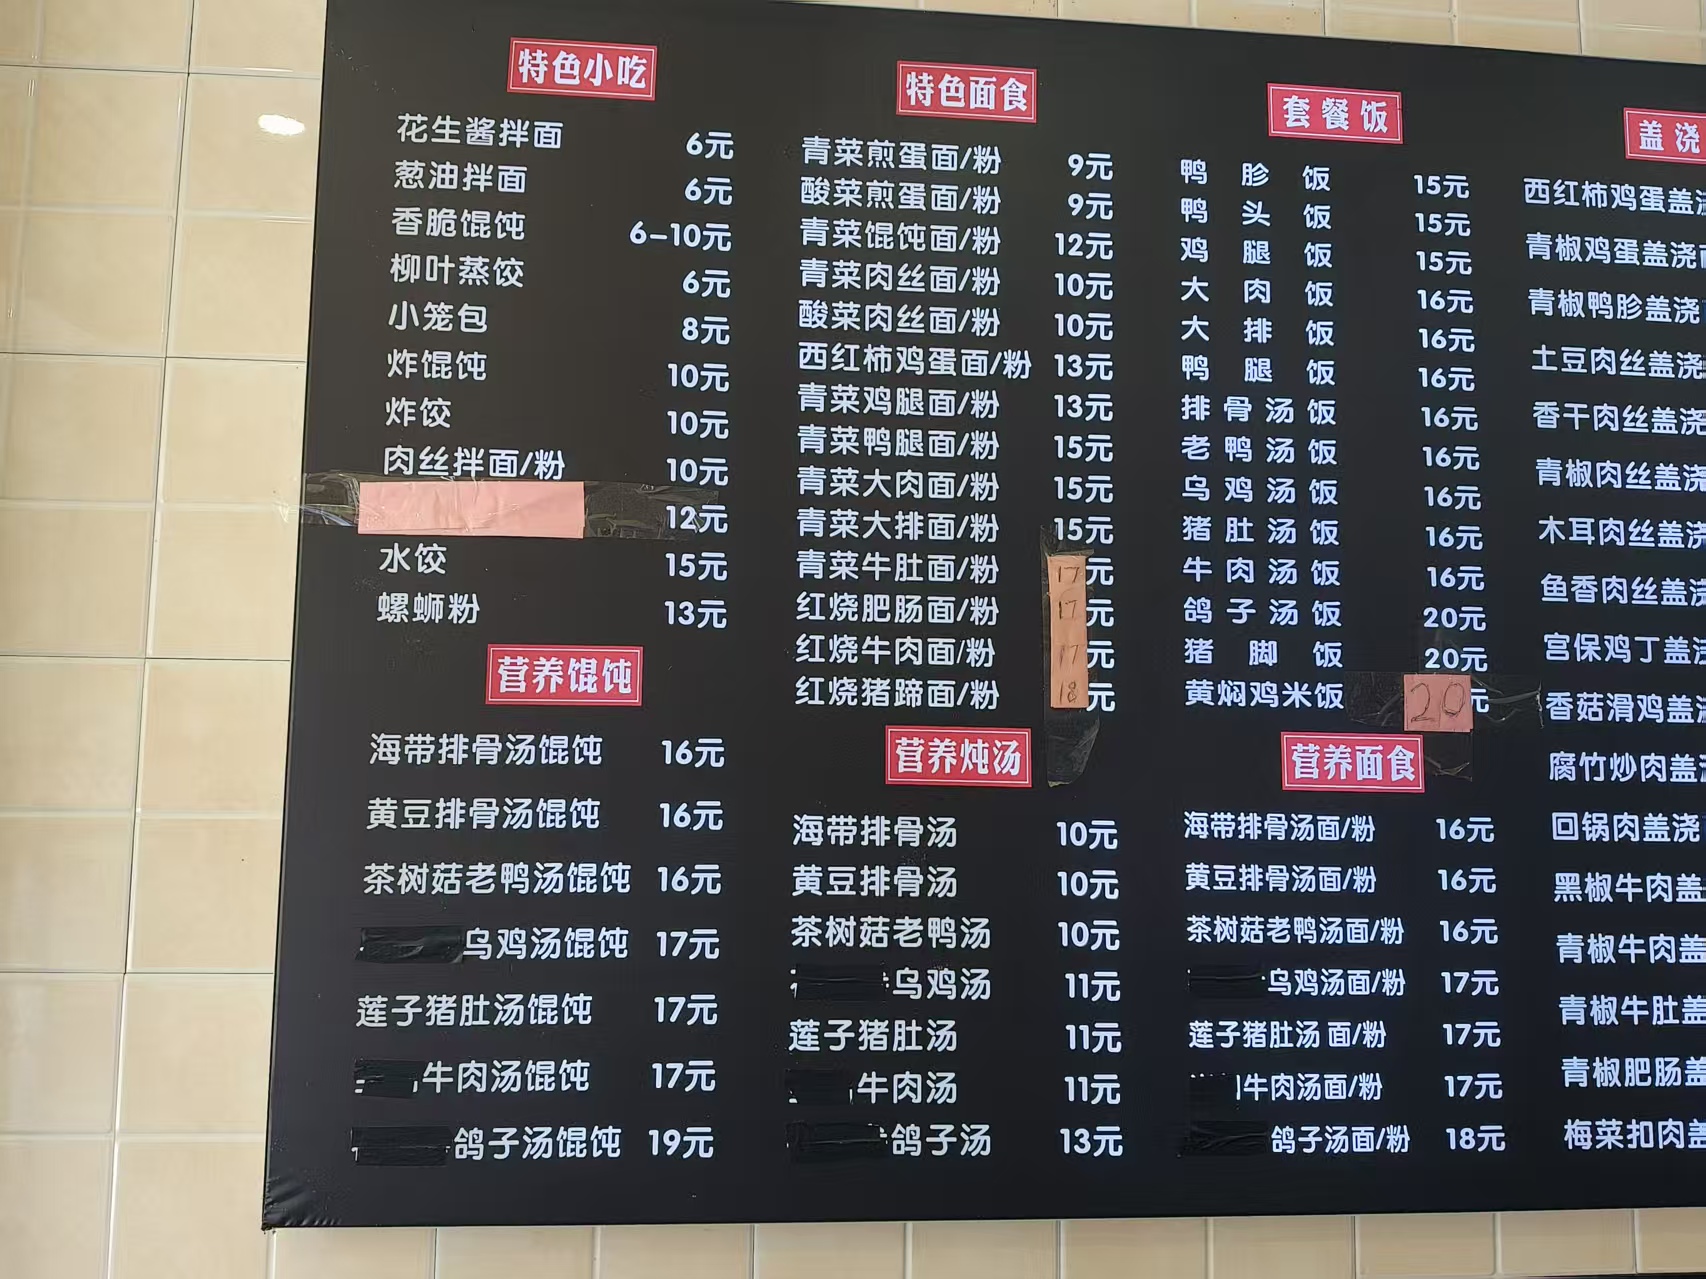 特色小吃
花生酱拌面 6元
葱油拌面 6元
香脆馄饨 6-10元
柳叶蒸饺 6元
小笼包 8元
炸馄饨 10元
炸饺 10元
肉丝拌面/粉 10元
12元
水饺 15元
螺蛳粉 13元
营养馄饨
海带排骨汤馄饨 16元
黄豆排骨汤馄饨 16元
茶树菇老鸭汤馄饨 16元
乌鸡汤馄饨 17元
莲子猪肚汤馄饨 17元
牛肉汤馄饨 17元
鸽子汤馄饨 19元
特色面食
青菜煎蛋面/粉 9元
酸菜煎蛋面/粉 9元
青菜馄饨面/粉 12元
青菜肉丝面/粉 10元
酸菜肉丝面/粉 10元
西红柿鸡蛋面/粉 13元
青菜鸡腿面/粉 13元
青菜鸭腿面/粉 15元
青菜大肉面/粉 15元
青菜大排面/粉 15元
青菜牛肚面/粉 17元
红烧肥肠面/粉 17元
红烧牛肉面/粉 17元
红烧猪蹄面/粉 18元
营养炖汤
海带排骨汤 10元
黄豆排骨汤 10元
茶树菇老鸭汤 10元
乌鸡汤 11元
莲子猪肚汤 11元
牛肉汤 11元
鸽子汤 13元
套餐饭
鸭胗饭 15元
鸭头饭 15元
鸡腿饭 15元
大肉饭 16元
大排饭 16元
鸭腿饭 16元
排骨汤饭 16元
老鸭汤饭 16元
乌鸡汤饭 16元
猪肚汤饭 16元
牛肉汤饭 16元
鸽子汤饭 20元
猪脚饭 20元
黄焖鸡米饭 20元
营养面食
海带排骨汤面/粉 16元
黄豆排骨汤面/粉 16元
茶树菇老鸭汤面/粉 16元
乌鸡汤面/粉 17元
莲子猪肚汤 面/粉 17元
牛肉汤面/粉 17元
鸽子汤面/粉 18元
盖浇
西红柿鸡蛋盖浇
青椒鸡蛋盖浇
青椒鸭胗盖浇
土豆肉丝盖浇
香干肉丝盖浇
青椒肉丝盖浇
木耳肉丝盖浇
鱼香肉丝盖浇
宫保鸡丁盖浇
香菇滑鸡盖浇
腐竹炒肉盖浇
回锅肉盖浇
黑椒牛肉盖
青椒牛肉盖
青椒牛肚盖
青椒肥肠盖
梅菜扣肉盖